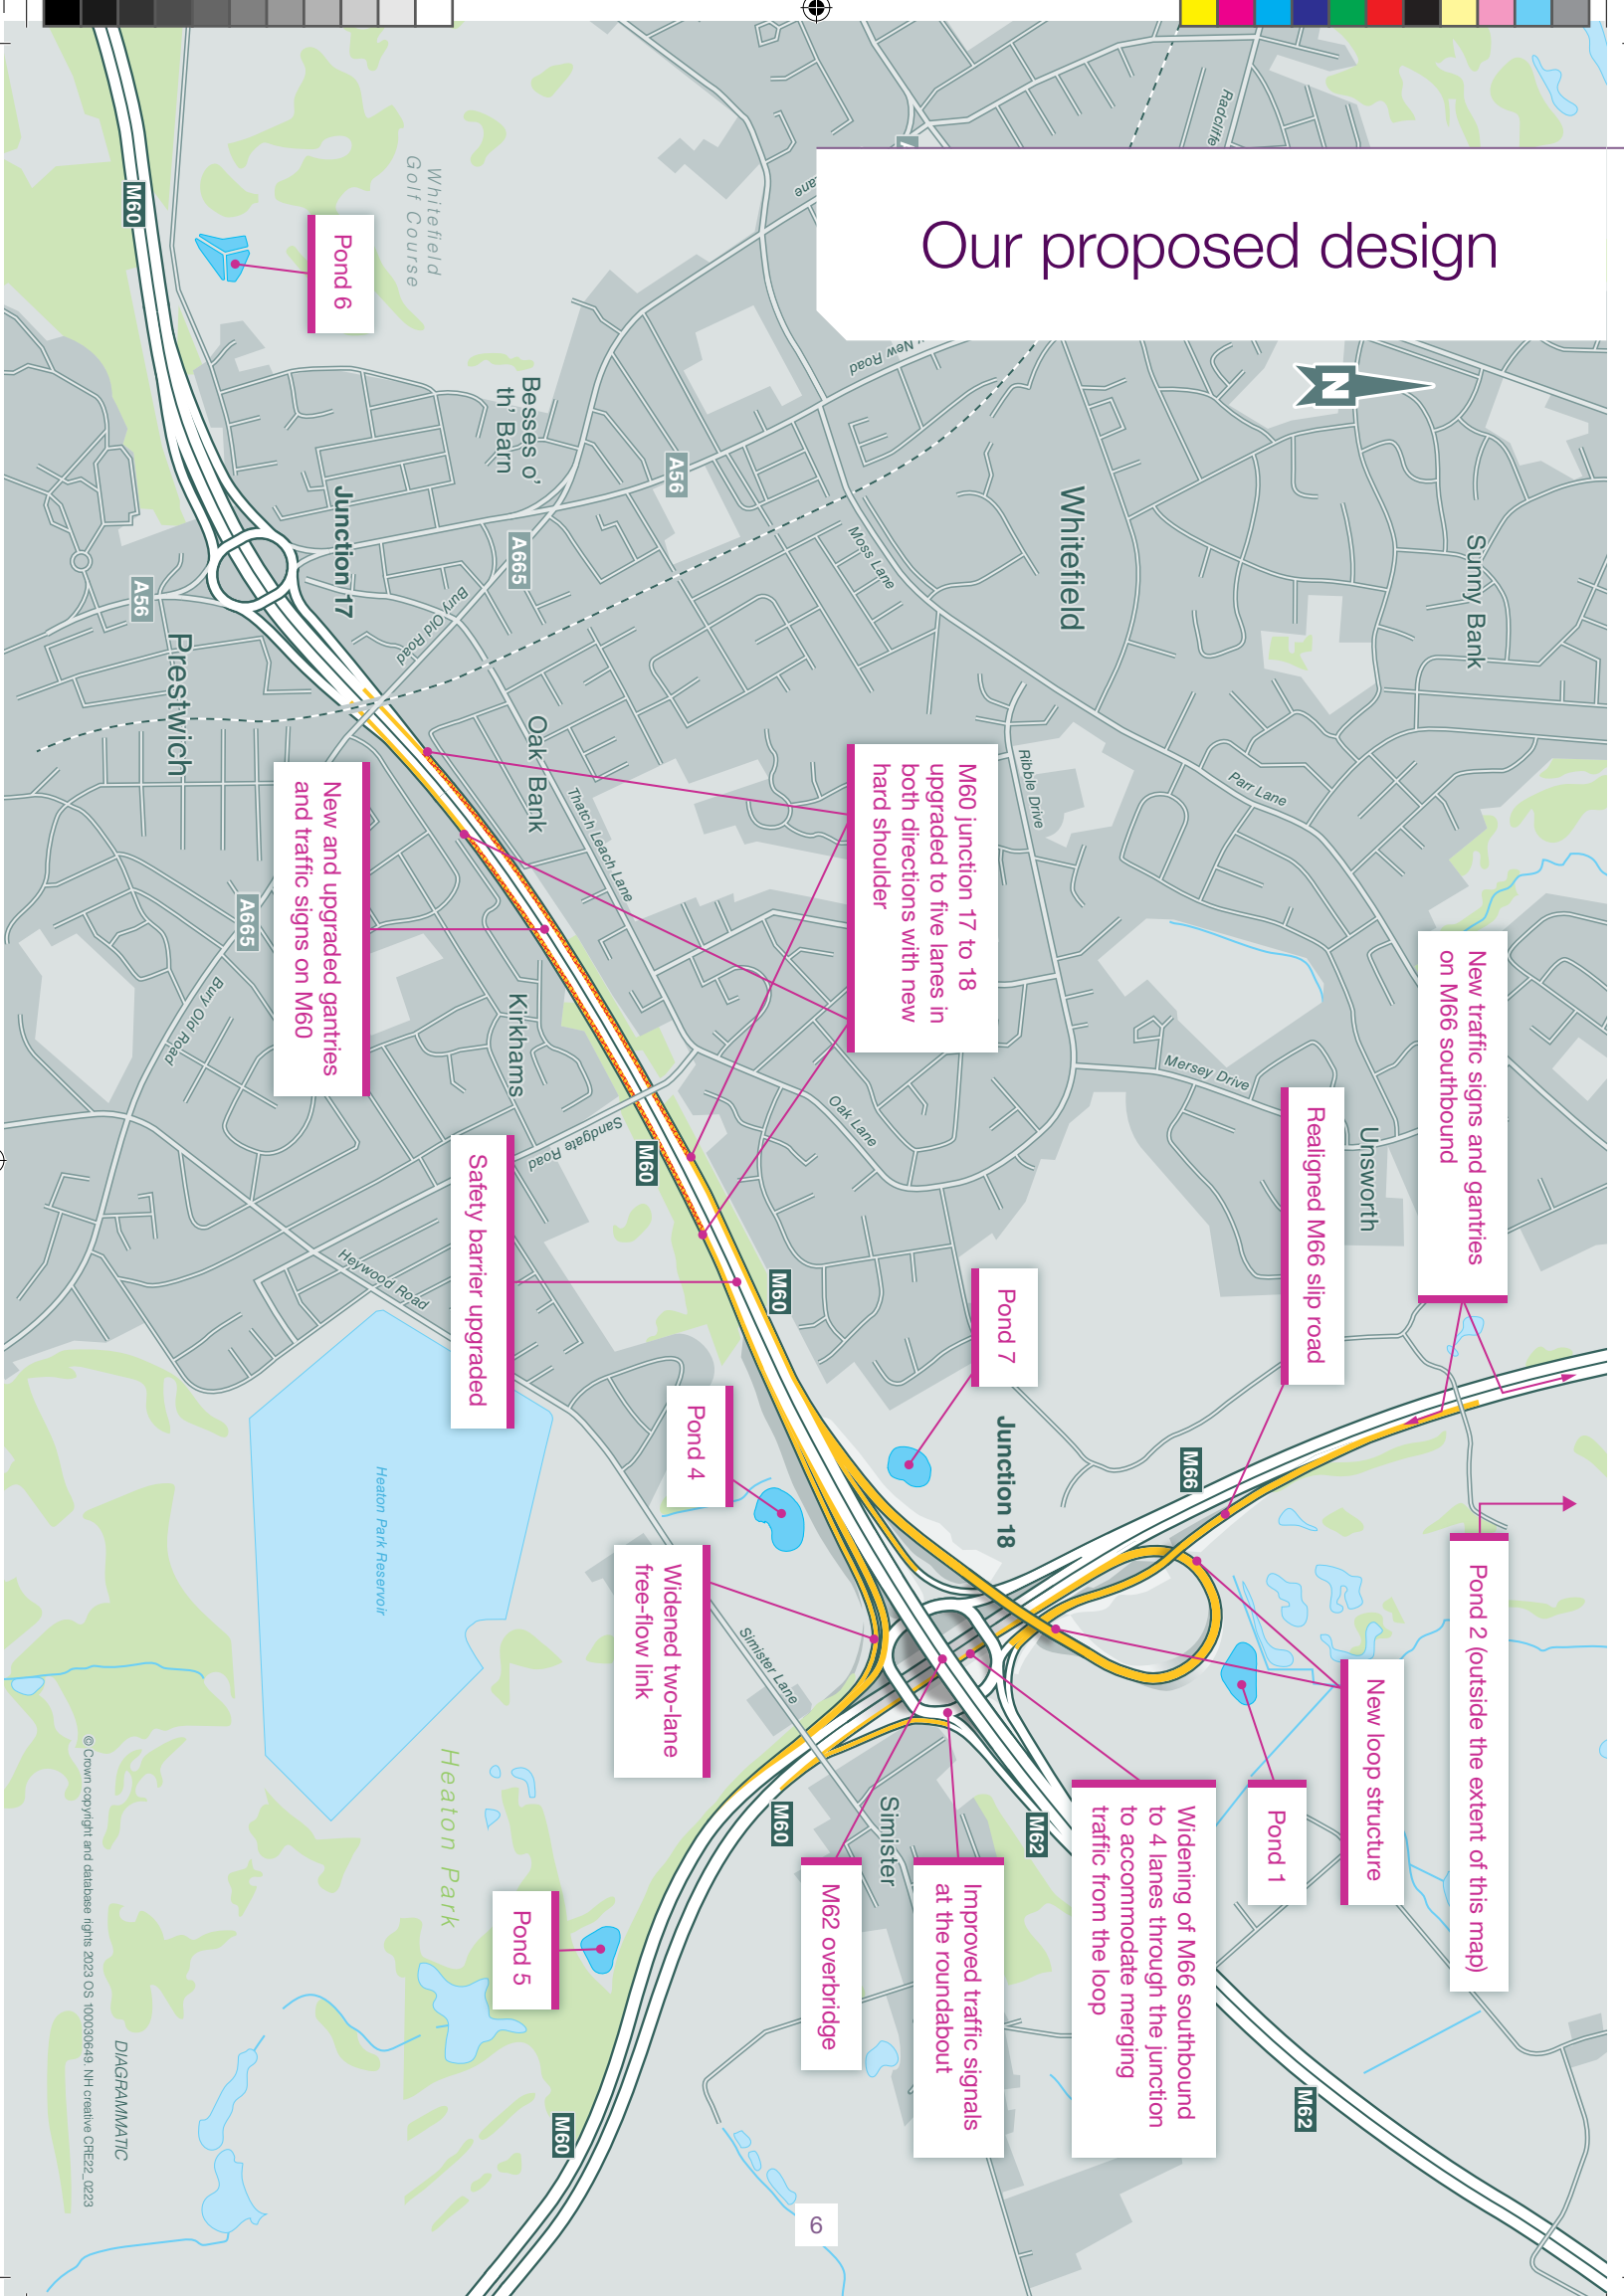 Our proposed design
N
Radcliffe
Lane
New Road
Whitefield
Golf Course
Pond 6
M60
Besses o'
th' Barn
A56
A665
Junction 17
Bury Old Road
A56
Prestwich
Whitefield
Sunny Bank
Moss Lane
Oak Bank
Thatch Leach Lane
Ribble Drive
Parr Lane
M60 junction 17 to 18
upgraded to five lanes in
both directions with new
hard shoulder
New and upgraded gantries
and traffic signs on M60
A665
Bury Old Road
Kirkhams
Sandgate Road
M60
Oak Lane
Mersey Drive
Unsworth
New traffic signs and gantries
on M66 southbound
Realigned M66 slip road
Safety barrier upgraded
Heywood Road
M60
Pond 7
Pond 4
Junction 18
M66
Heaton Park Reservoir
Widened two-lane
free-flow link
Simister Lane
Pond 2 (outside the extent of this map)
New loop structure
Pond 1
Widening of M66 southbound
to 4 lanes through the junction
to accommodate merging
traffic from the loop
M62
Improved traffic signals
at the roundabout
M62 overbridge
Simister
M60
Heaton Park
Pond 5
M60
M62
DIAGRAMMATIC
© Crown copyright and database rights 2023 OS 100030649. NH creative CRE22_0223
6